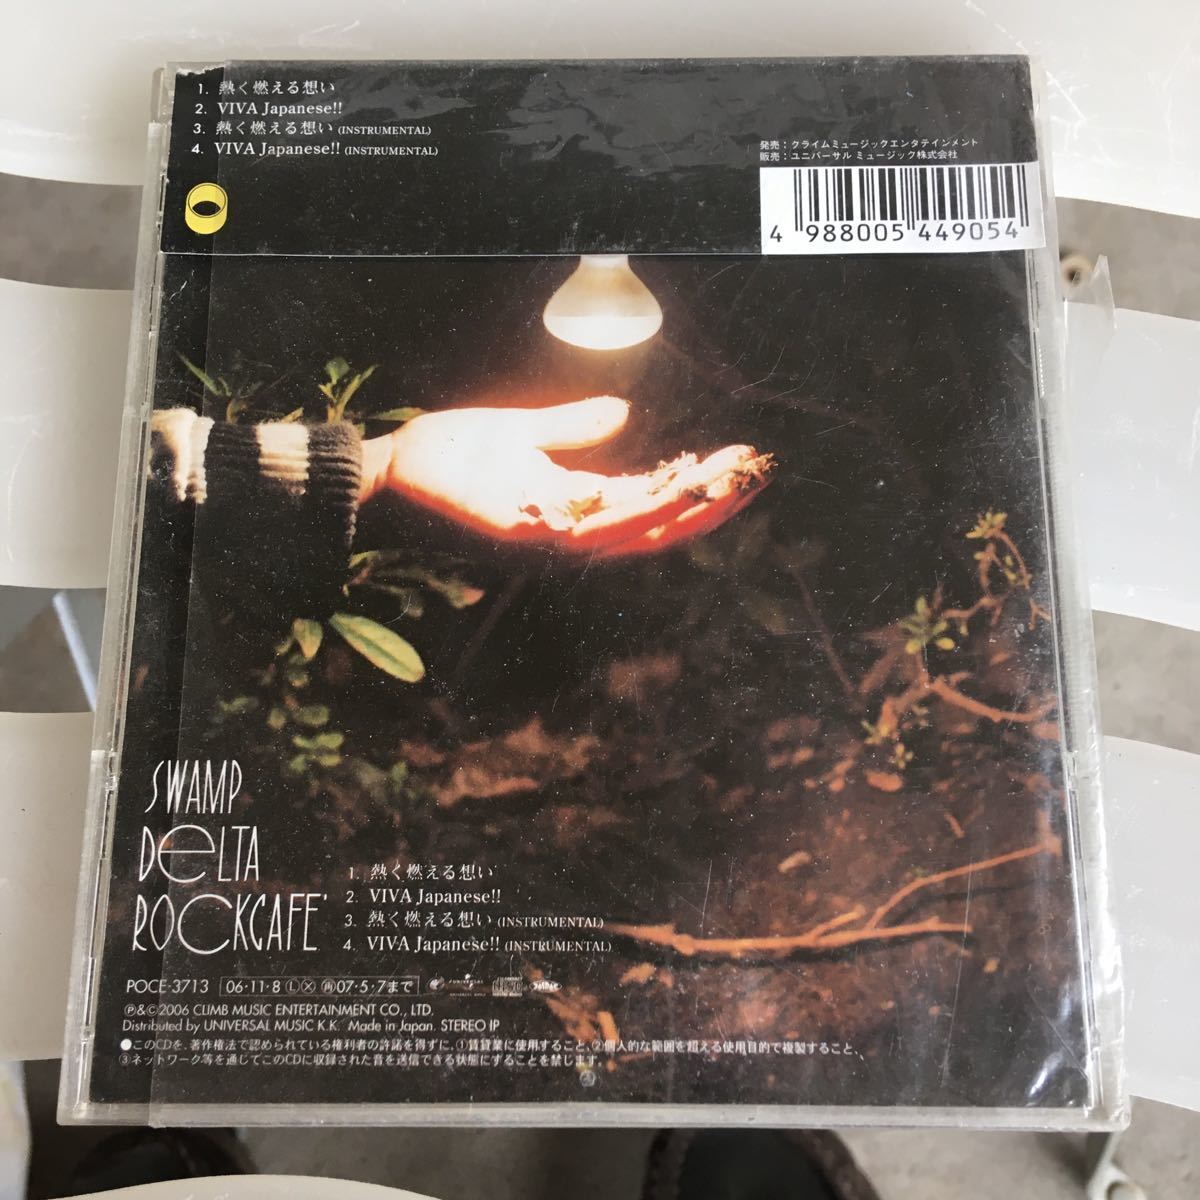 1. 熱く燃える想い
2. VIVA Japanese!!
3. 熱く燃える想い (INSTRUMENTAL)
4. VIVA Japanese!! (INSTRUMENTAL)
発売：クライムミュージックエンタテインメント
販売：ユニバーサル ミュージック株式会社
4 988005 449054
SWAMP
DeLTA
ROCKCAFE'
1. 熱く燃える想い
2. VIVA Japanese!!
3. 熱く燃える想い (INSTRUMENTAL)
4. VIVA Japanese!! (INSTRUMENTAL)
POCE-3713 06·11·8 Ⓛ Ⓧ ㊥07·5·7まで UNIVERSAL
℗&©2006 CLIMB MUSIC ENTERTAINMENT CO., LTD.
Distributed by UNIVERSAL MUSIC K.K. Made in Japan. STEREO IP
●このCDを、著作権法で認められている権利者の許諾を得ずに、①賃貸業に使用すること、②個人的な範囲を超える使用目的で複製すること、
③ネットワーク等を通じてこのCDに収録された音を送信できる状態にすることを禁じます。